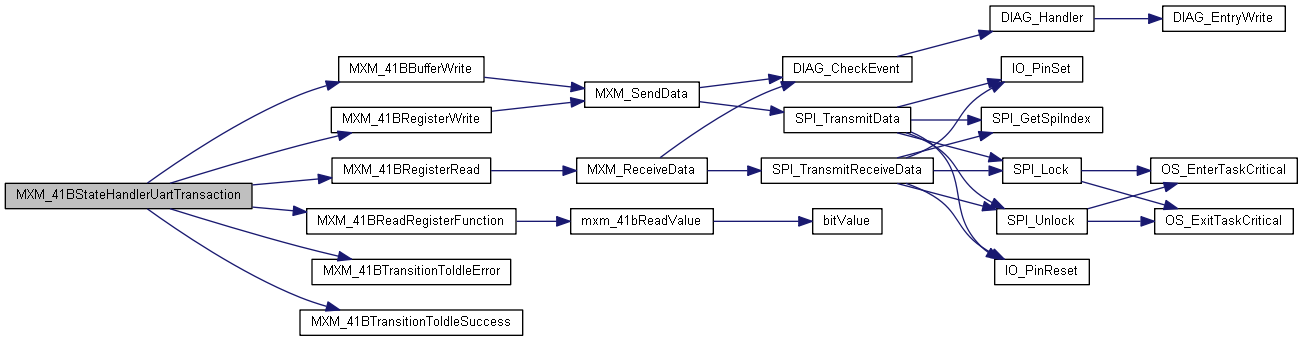 MXM_41BStateHandlerUartTransaction
MXM_41BBufferWrite
MXM_41BRegisterWrite
MXM_41BRegisterRead
MXM_41BReadRegisterFunction
MXM_41BTransitionToIdleError
MXM_41BTransitionToIdleSuccess
MXM_SendData
MXM_ReceiveData
mxm_41bReadValue
DIAG_CheckEvent
SPI_TransmitData
SPI_TransmitReceiveData
bitValue
DIAG_Handler
IO_PinSet
SPI_GetSpiIndex
SPI_Lock
SPI_Unlock
IO_PinReset
DIAG_EntryWrite
OS_EnterTaskCritical
OS_ExitTaskCritical